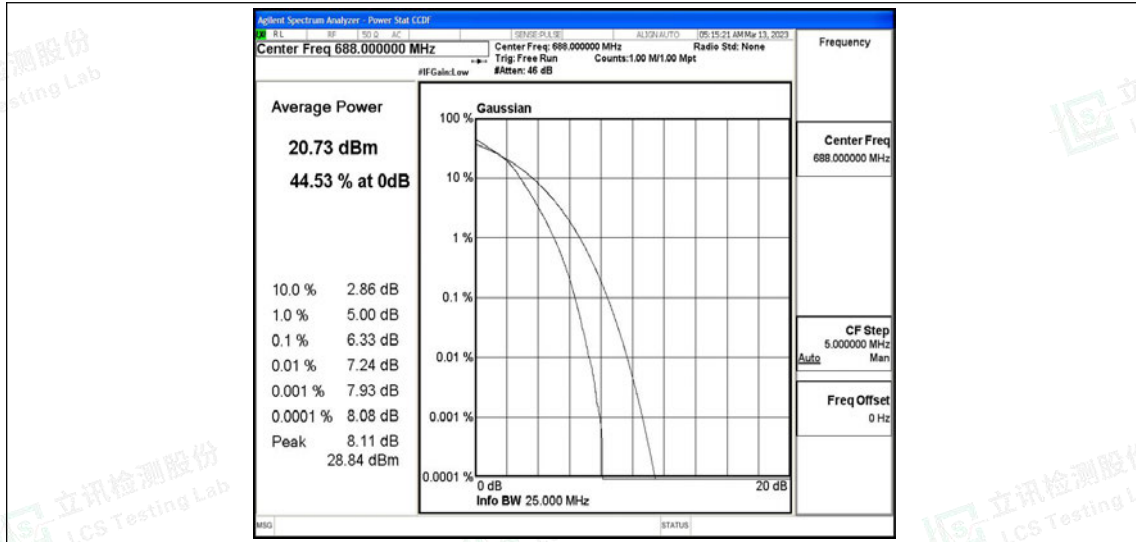 Agilent Spectrum Analyzer - Power Stat CCDF
RL RF 50 Ω AC SENSE:PULSE ALIGN AUTO 05:15:21 AM Mar 13, 2023
Center Freq 688.000000 MHz
Center Freq: 688.000000 MHz Radio Std: None
Trig: Free Run Counts:1.00 M/1.00 Mpt
#IFGain:Low #Atten: 46 dB
Frequency
Average Power
20.73 dBm
44.53 % at 0dB
10.0 % 2.86 dB
1.0 % 5.00 dB
0.1 % 6.33 dB
0.01 % 7.24 dB
0.001 % 7.93 dB
0.0001 % 8.08 dB
Peak 8.11 dB
28.84 dBm
Gaussian
100 %
10 %
1 %
0.1 %
0.01 %
0.001 %
0.0001 %
0 dB 20 dB
Info BW 25.000 MHz
Center Freq
688.000000 MHz
CF Step
5.000000 MHz
Auto Man
Freq Offset
0 Hz
MSG STATUS
立讯检测股份
LCS Testing Lab